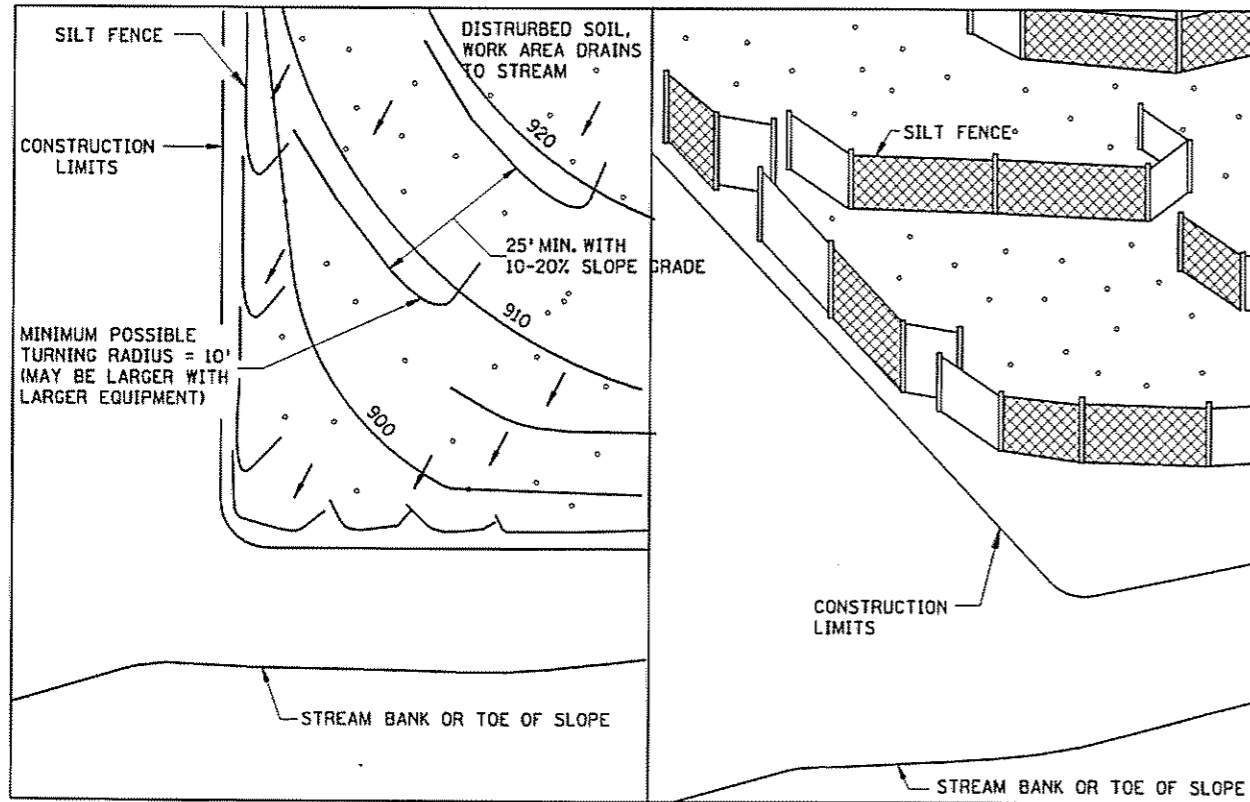 SILT FENCE
DISTRURBED SOIL,
WORK AREA DRAINS
TO STREAM
CONSTRUCTION
LIMITS
920
25' MIN. WITH
10-20% SLOPE GRADE
910
MINIMUM POSSIBLE
TURNING RADIUS = 10'
(MAY BE LARGER WITH
LARGER EQUIPMENT)
900
STREAM BANK OR TOE OF SLOPE
SILT FENCE
CONSTRUCTION
LIMITS
STREAM BANK OR TOE OF SLOPE